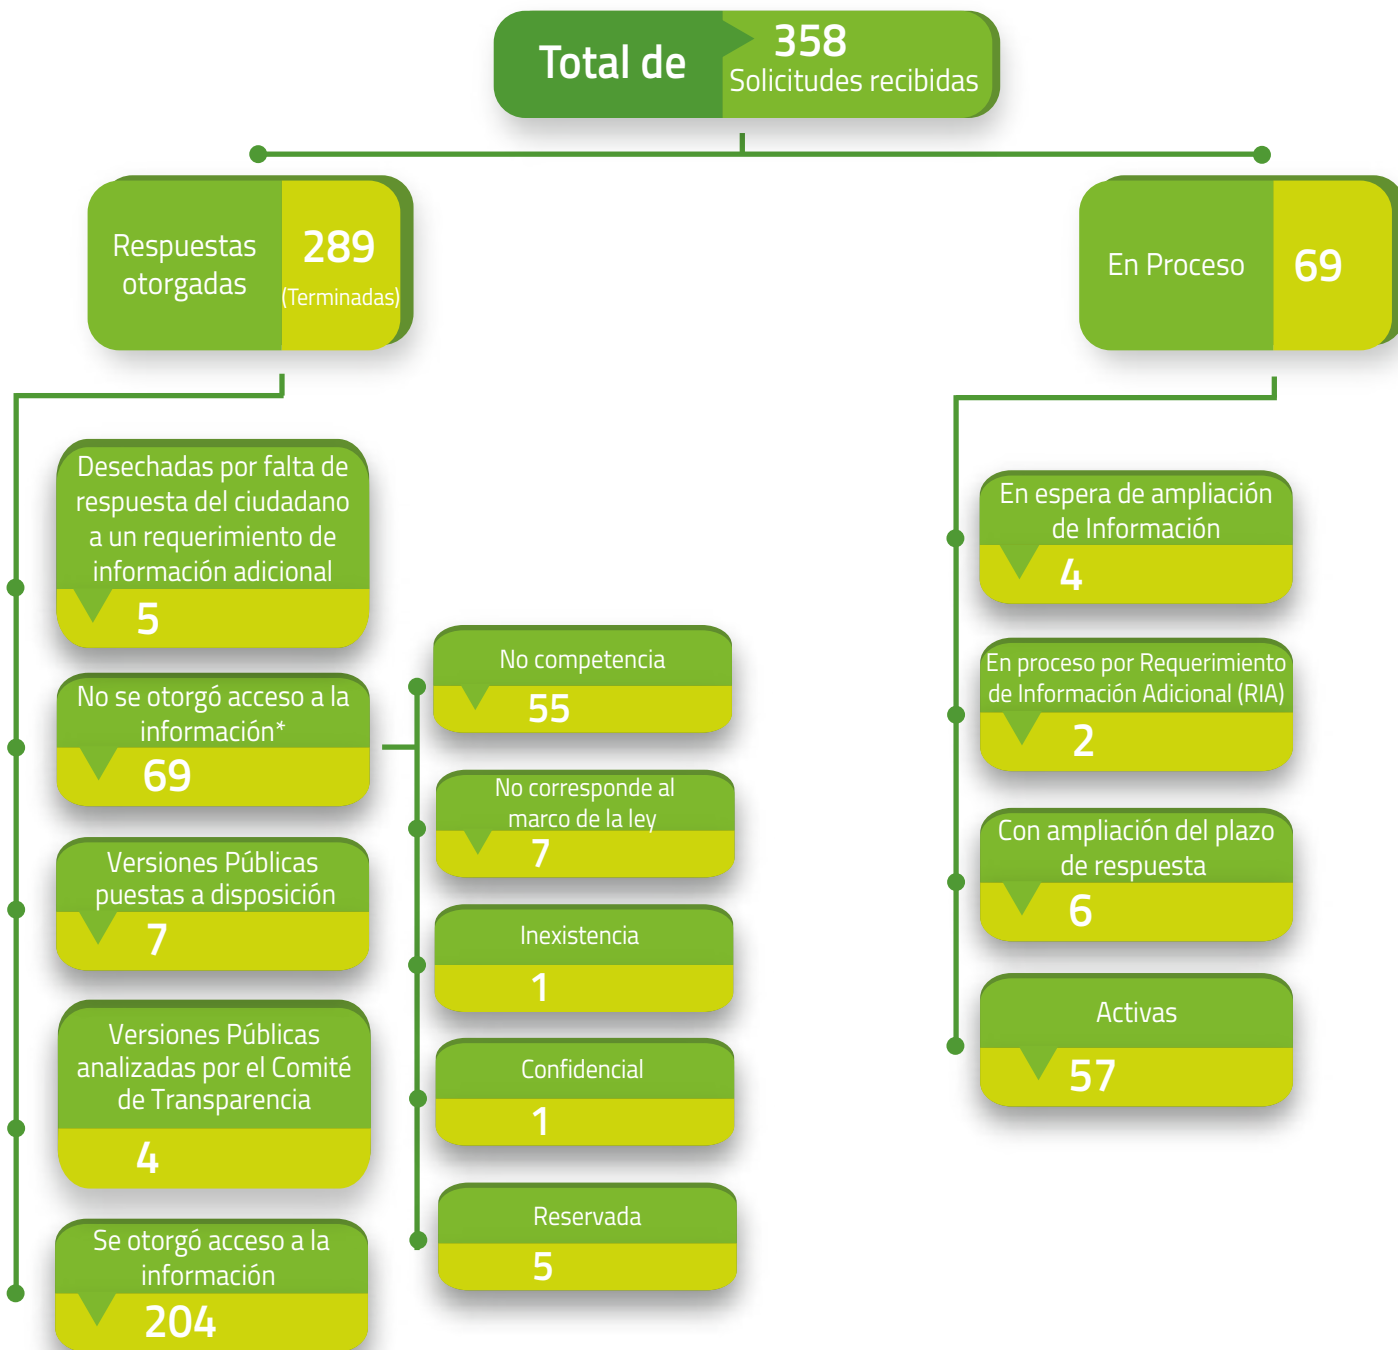 Total de
358
Solicitudes recibidas
Respuestas
otorgadas
289
(Terminadas)
En Proceso
69
Desechadas por falta de
respuesta del ciudadano
a un requerimiento de
información adicional
5
No se otorgó acceso a la
información*
69
Versiones Públicas
puestas a disposición
7
Versiones Públicas
analizadas por el Comité
de Transparencia
4
Se otorgó acceso a la
información
204
No competencia
55
No corresponde al
marco de la ley
7
Inexistencia
1
Confidencial
1
Reservada
5
En espera de ampliación
de Información
4
En proceso por Requerimiento
de Información Adicional (RIA)
2
Con ampliación del plazo
de respuesta
6
Activas
57